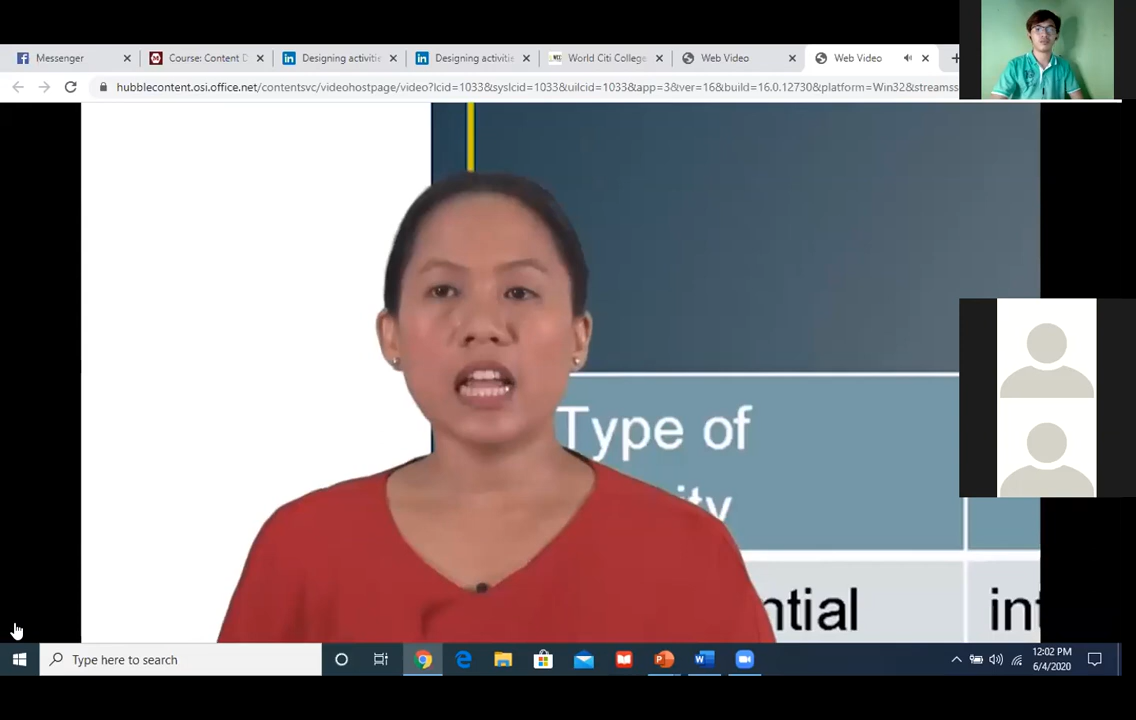 Messenger
Course: Content D
Designing activitie
Designing activitie
World Citi College
Web Video
Web Video
hubblecontent.osi.office.net/contentsvc/videohostpage/video?lcid=1033&syslcid=1033&uilcid=1033&app=3&ver=16&build=16.0.12730&platform=Win32&streamss
Type of
ity
ntial
int
Type here to search
12:02 PM
6/4/2020